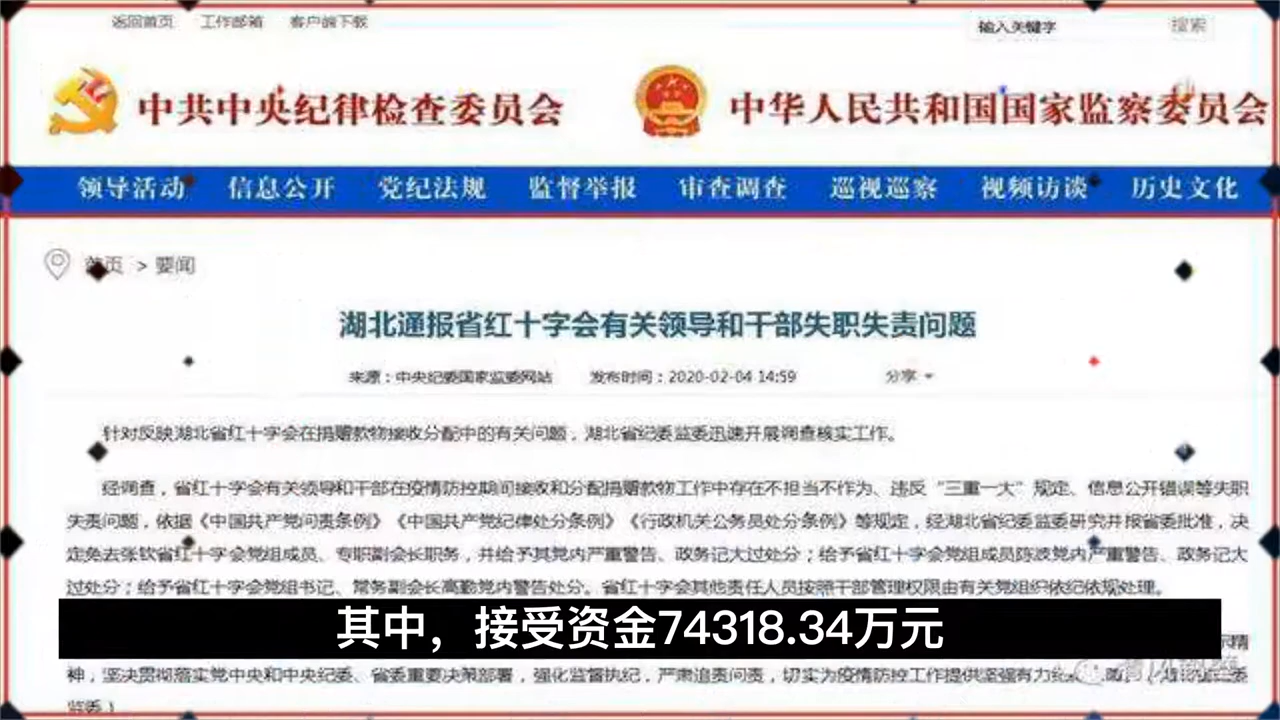 返回首页 工作邮箱 客户端下载 输入关键字 搜索
中共中央纪律检查委员会 中华人民共和国国家监察委员会
领导活动 信息公开 党纪法规 监督举报 审查调查 巡视巡察 视频访谈 历史文化
首页 > 要闻
湖北通报省红十字会有关领导和干部失职失责问题
来源：中央纪委国家监委网站 发布时间：2020-02-04 14:59 分享
针对反映湖北省红十字会在捐赠款物接收分配中的有关问题，湖北省纪委监委迅速开展调查核实工作。
经调查，省红十字会有关领导和干部在疫情防控期间接收和分配捐赠款物工作中存在不担当不作为、违反“三重一大”规定、信息公开错误等失职
失责问题，依据《中国共产党问责条例》《中国共产党纪律处分条例》《行政机关公务员处分条例》等规定，经湖北省纪委监委研究并报省委批准，决
定免去张钦省红十字会党组成员、专职副会长职务，并给予其党内严重警告、政务记大过处分；给予省红十字会党组成员陈波党内严重警告、政务记大
过处分；给予省红十字会党组书记、常务副会长高勤党内警告处分。省红十字会其他责任人员按照干部管理权限由有关党组织依纪依规处理。
其中，接受资金74318.34万元
神，坚决贯彻落实党中央和中央纪委、省委重要决策部署，强化监督执纪，严肃追责问责，切实为疫情防控工作提供坚强有力
监委）